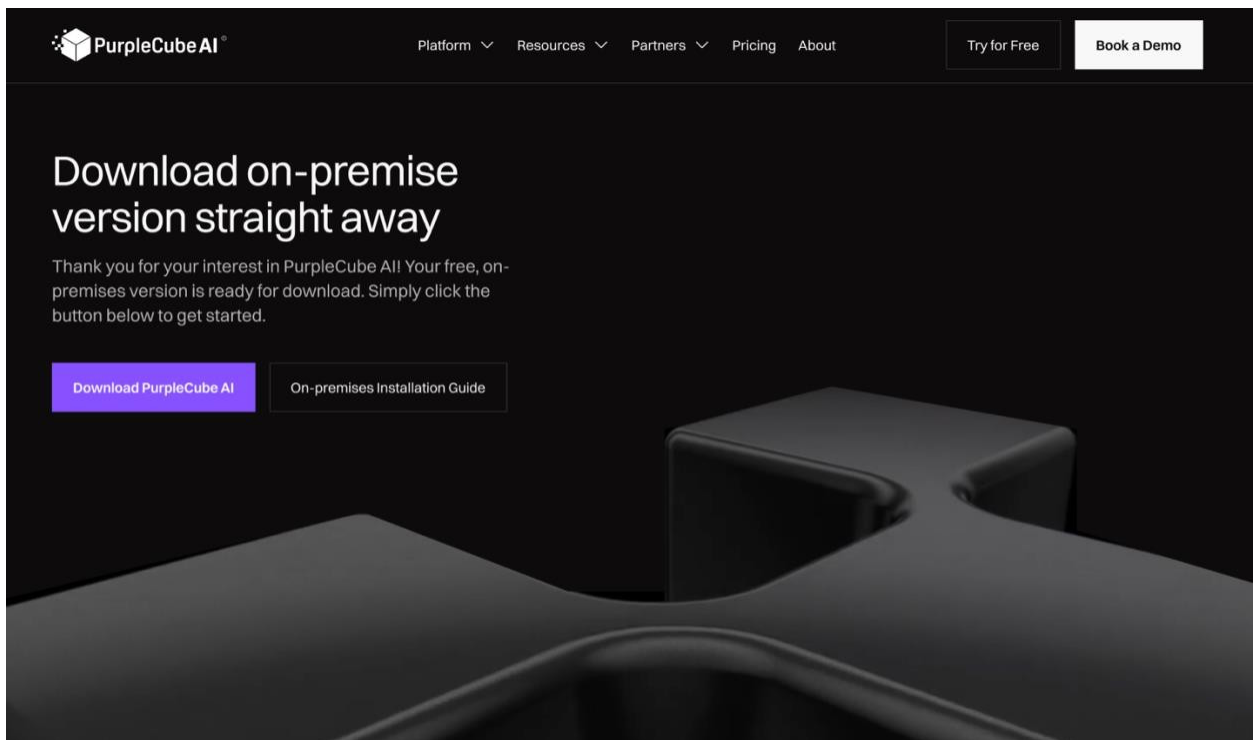 PurpleCube AI ©
Platform
Resources
Partners
Pricing
About
Try for Free
Book a Demo
Download on-premise
version straight away
Thank you for your interest in PurpleCube AI! Your free, on-
premises version is ready for download. Simply click the
button below to get started.
Download PurpleCube AI
On-premises Installation Guide